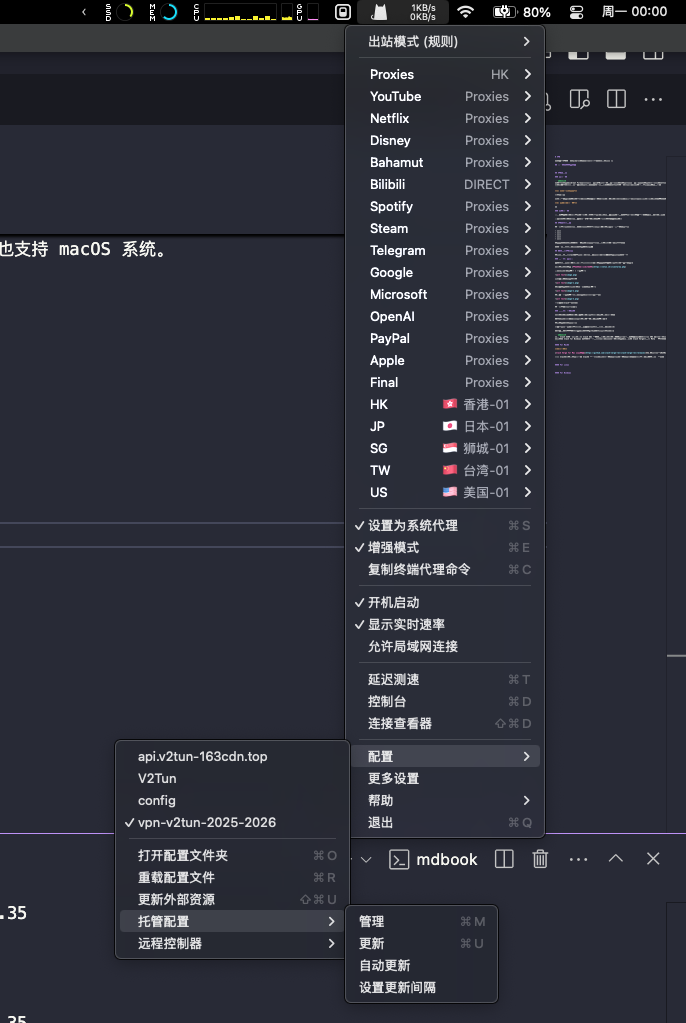 SSD
MEM
CPU
GPU
1KB/s
0KB/s
80%
周一 00:00
出站模式 (规则)
Proxies HK
YouTube Proxies
Netflix Proxies
Disney Proxies
Bahamut Proxies
Bilibili DIRECT
Spotify Proxies
Steam Proxies
Telegram Proxies
Google Proxies
Microsoft Proxies
OpenAI Proxies
PayPal Proxies
Apple Proxies
Final Proxies
HK 🇭🇰 香港-01
JP 🇯🇵 日本-01
SG 🇸🇬 狮城-01
TW 🇨🇳 台湾-01
US 🇺🇸 美国-01
也支持 macOS 系统。
✓ 设置为系统代理 ⌘ S
✓ 增强模式 ⌘ E
复制终端代理命令 ⌘ C
✓ 开机启动
✓ 显示实时速率
允许局域网连接
延迟测速 ⌘ T
控制台 ⌘ D
连接查看器 ⇧ ⌘ D
配置
更多设置
帮助
退出 ⌘ Q
api.v2tun-163cdn.top
V2Tun
config
✓ vpn-v2tun-2025-2026
打开配置文件夹 ⌘ O
重载配置文件 ⌘ R
更新外部资源 ⇧ ⌘ U
托管配置
远程控制器
管理 ⌘ M
更新 ⌘ U
自动更新
设置更新间隔
mdbook
.35
.35